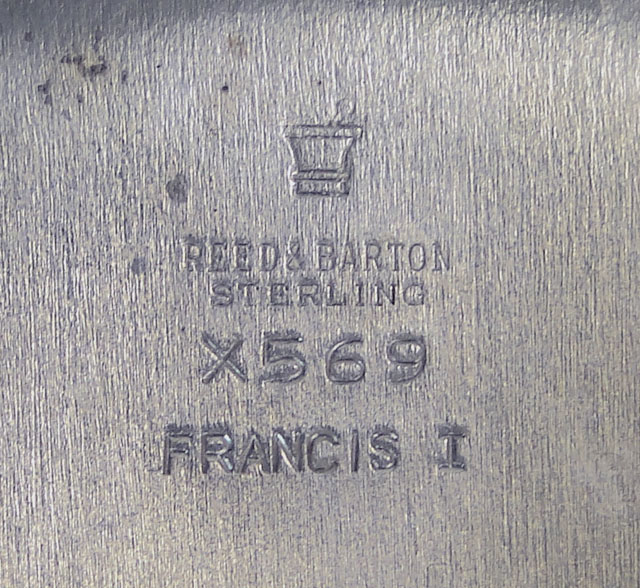 REED & BARTON
STERLING
X569
FRANCIS I